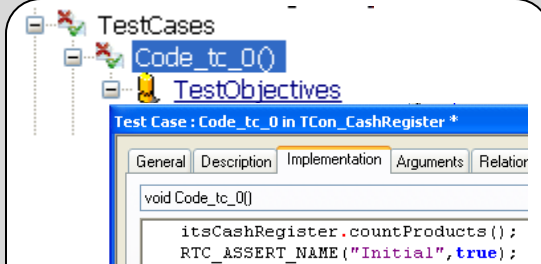 TestCases
Code_tc_0()
TestObjectives
Test Case : Code_tc_0 in TCon_CashRegister *
General Description Implementation Arguments Relation
void Code_tc_0()
itsCashRegister.countProducts();
RTC_ASSERT_NAME("Initial",true);